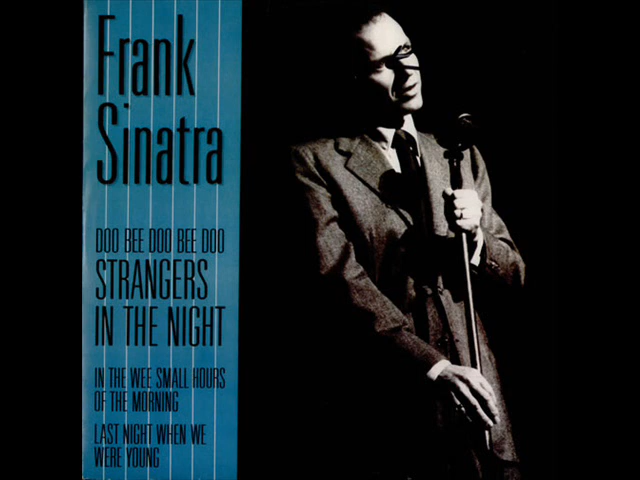 Frank
Sinatra
DOO BEE DOO BEE DOO
STRANGERS
IN THE NIGHT
IN THE WEE SMALL HOURS
OF THE MORNING
LAST NIGHT WHEN WE
WERE YOUNG